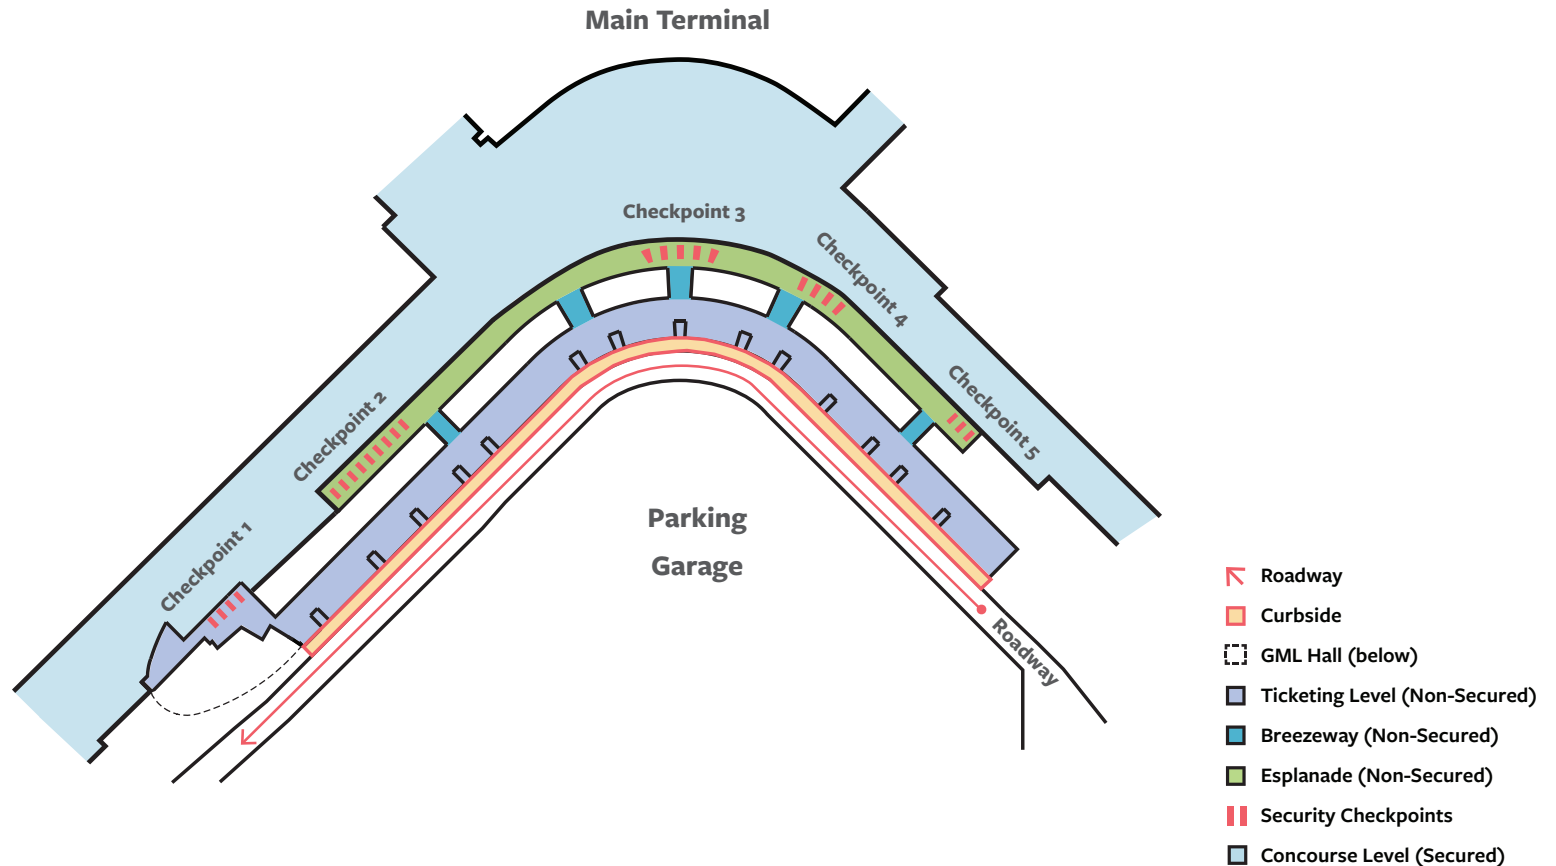 Main Terminal
Checkpoint 3
Checkpoint 4
Checkpoint 2
Checkpoint 5
Checkpoint 1
Parking
Garage
Roadway
Roadway
Curbside
GML Hall (below)
Ticketing Level (Non-Secured)
Breezeway (Non-Secured)
Esplanade (Non-Secured)
Security Checkpoints
Concourse Level (Secured)